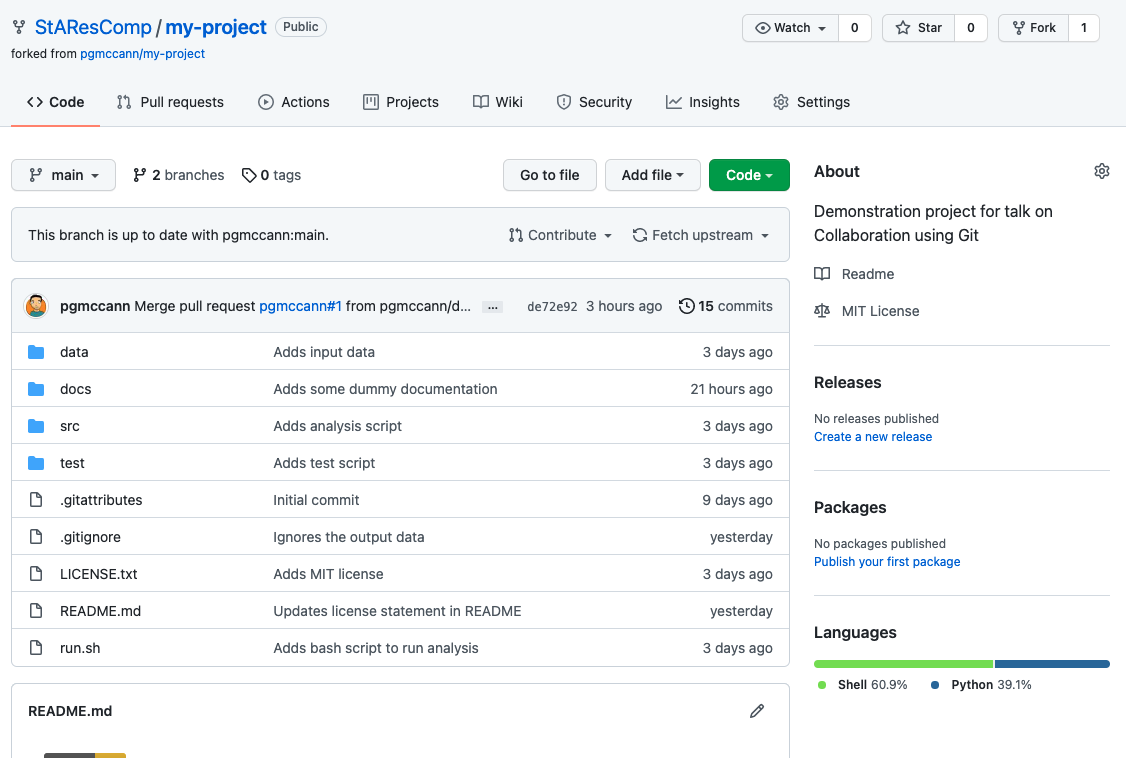 StAResComp / my-project Public Watch 0 Star 0 Fork 1
forked from pgmccann/my-project
Code Pull requests Actions Projects Wiki Security Insights Settings
main 2 branches 0 tags Go to file Add file Code
This branch is up to date with pgmccann:main. Contribute Fetch upstream
pgmccann Merge pull request pgmccann#1 from pgmccann/d... ... de72e92 3 hours ago 15 commits
data Adds input data 3 days ago
docs Adds some dummy documentation 21 hours ago
src Adds analysis script 3 days ago
test Adds test script 3 days ago
.gitattributes Initial commit 9 days ago
.gitignore Ignores the output data yesterday
LICENSE.txt Adds MIT license 3 days ago
README.md Updates license statement in README yesterday
run.sh Adds bash script to run analysis 3 days ago
README.md
About
Demonstration project for talk on
Collaboration using Git
Readme
MIT License
Releases
No releases published
Create a new release
Packages
No packages published
Publish your first package
Languages
Shell 60.9% Python 39.1%